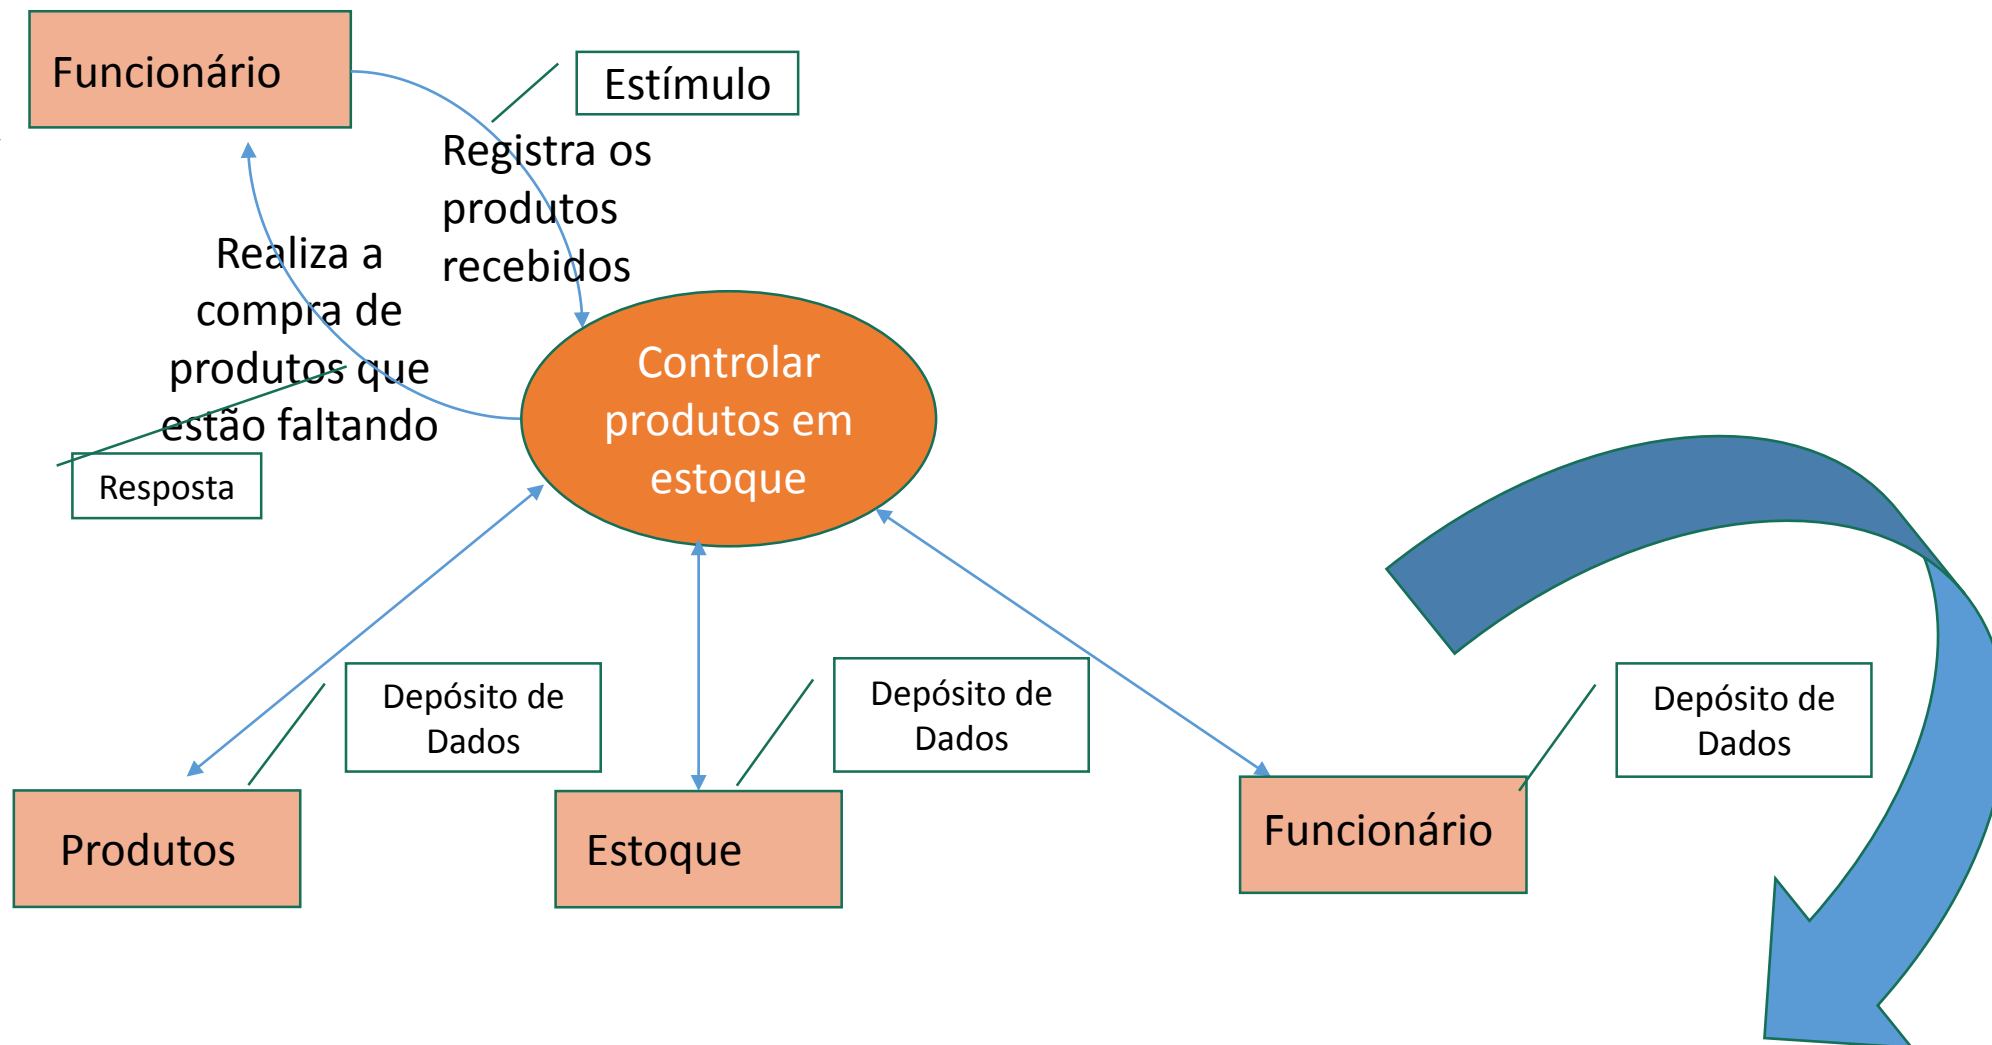 Funcionário
Estímulo
Registra os
produtos
recebidos
Realiza a
compra de
produtos que
estão faltando
Resposta
Controlar
produtos em
estoque
Depósito de
Dados
Depósito de
Dados
Depósito de
Dados
Produtos
Estoque
Funcionário